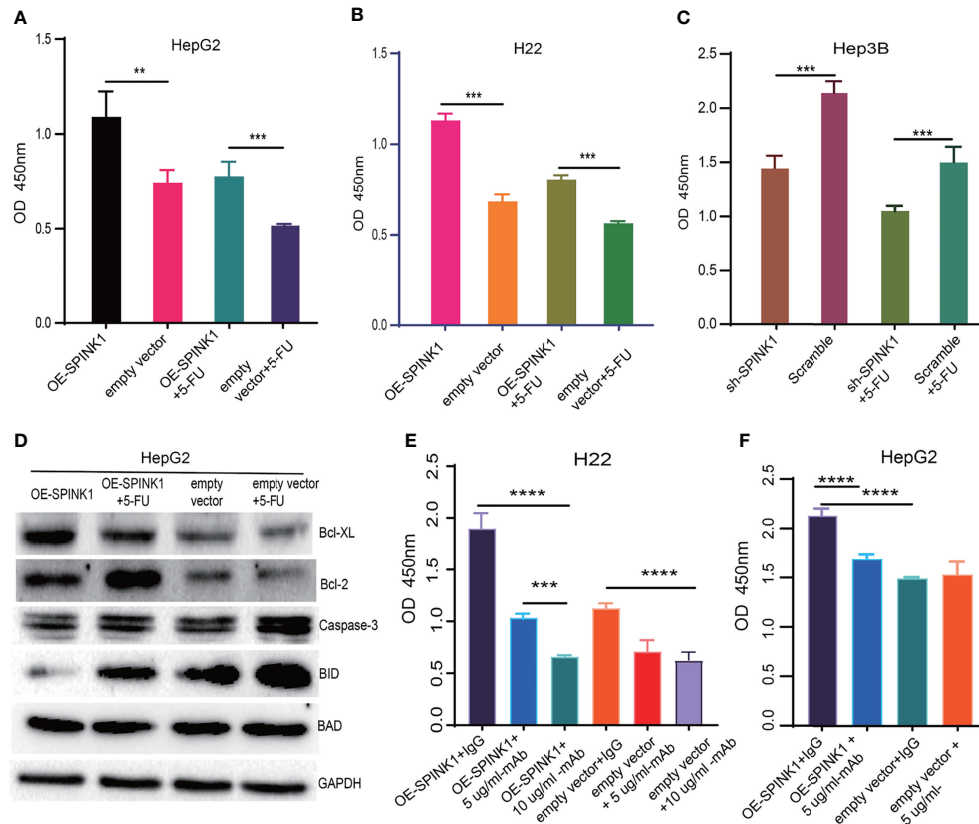 A
HepG2
OD 450nm
1.5
1.0
0.5
0.0
**
***
OE-SPINK1
empty vector
OE-SPINK1
+5-FU
empty
vector+5-FU
B
H22
OD 450nm
1.5
1.0
0.5
0.0
***
***
OE-SPINK1
empty vector
OE-SPINK1
+5-FU
empty
vector+5-FU
C
Hep3B
OD 450nm
2.5
2.0
1.5
1.0
0.5
0.0
***
***
sh-SPINK1
Scramble
sh-SPINK1
+5-FU
Scramble
+5-FU
D
HepG2
OE-SPINK1
OE-SPINK1
+5-FU
empty
vector
empty vector
+5-FU
Bcl-XL
Bcl-2
Caspase-3
BID
BAD
GAPDH
E
H22
OD 450nm
2.5
2.0
1.5
1.0
0.5
0.0
****
***
****
OE-SPINK1+IgG
OE-SPINK1+
5 ug/ml-mAb
OE-SPINK1+
10 ug/ml -mAb
empty vector+IgG
empty vector
+ 5 ug/ml-mAb
empty vector
+10 ug/ml -mAb
F
HepG2
OD 450nm
2.5
2.0
1.5
1.0
0.5
0.0
****
****
OE-SPINK1+IgG
OE-SPINK1 +
5 ug/ml-mAb
empty vector+IgG
empty vector +
5 ug/ml-